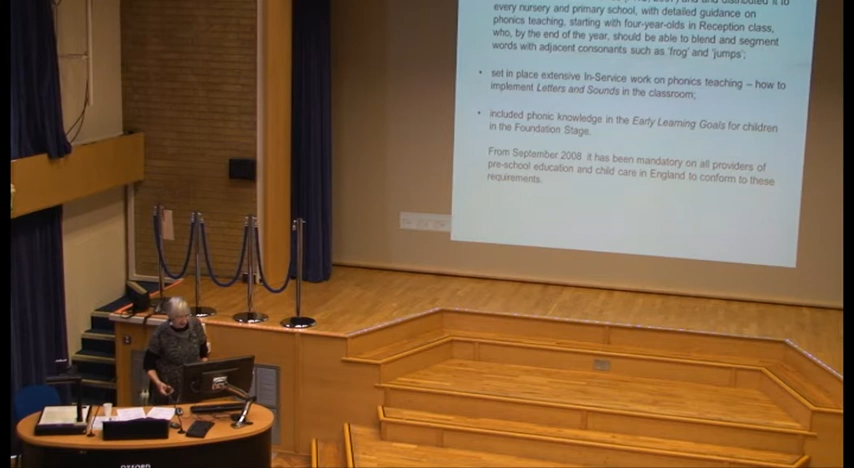 and distributed it to
every nursery and primary school, with detailed guidance on
phonics teaching, starting with four-year-olds in Reception class,
who, by the end of the year, should be able to blend and segment
words with adjacent consonants such as 'frog' and 'jumps';
• set in place extensive In-Service work on phonics teaching – how to
implement Letters and Sounds in the classroom;
• included phonic knowledge in the Early Learning Goals for children
in the Foundation Stage.
From September 2008 it has been mandatory on all providers of
pre-school education and child care in England to conform to these
requirements.
OXFORD